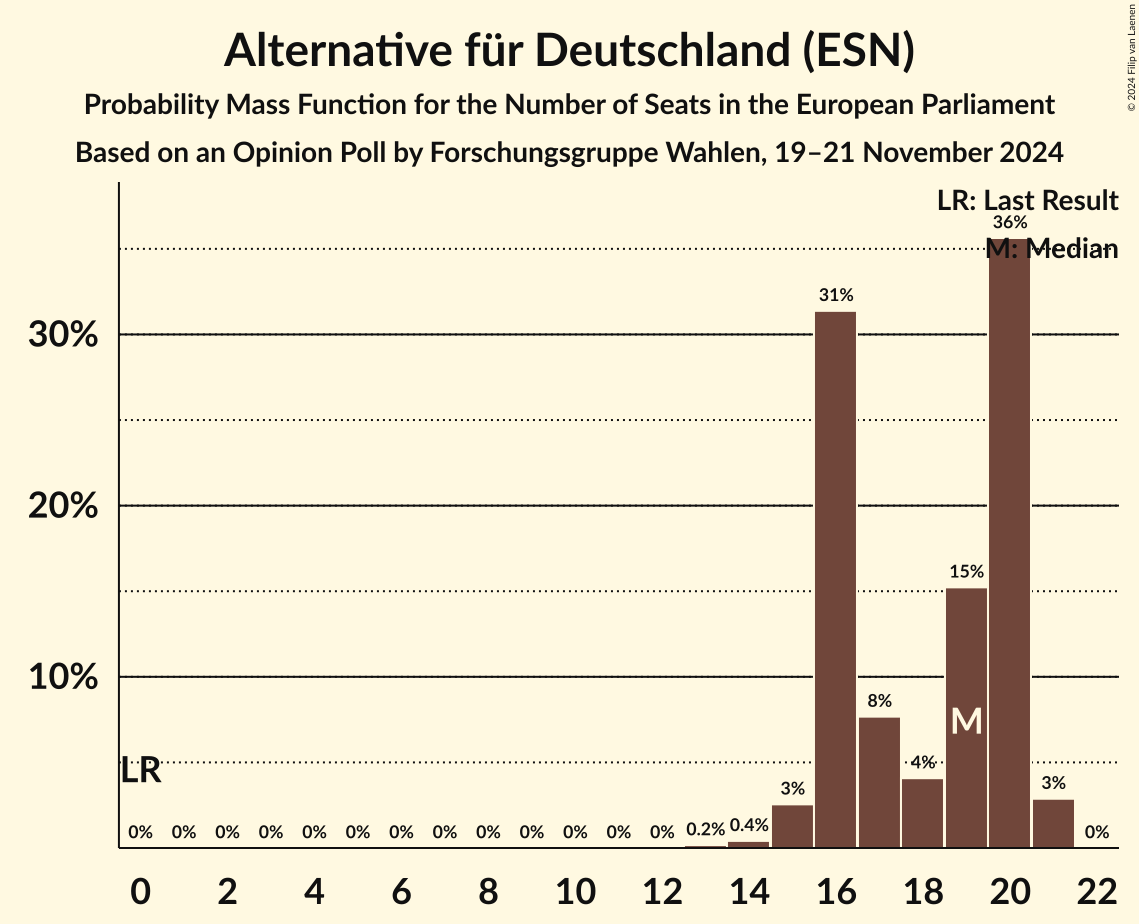 Alternative für Deutschland (ESN)
Probability Mass Function for the Number of Seats in the European Parliament
Based on an Opinion Poll by Forschungsgruppe Wahlen, 19–21 November 2024
© 2024 Filip van Laenen
LR: Last Result
M: Median
36%
31%
30%
20%
15%
10%
8%
M
4%
LR
3%
3%
0% 0% 0% 0% 0% 0% 0% 0% 0% 0% 0% 0% 0% 0.2% 0.4% 0%
0 2 4 6 8 10 12 14 16 18 20 22